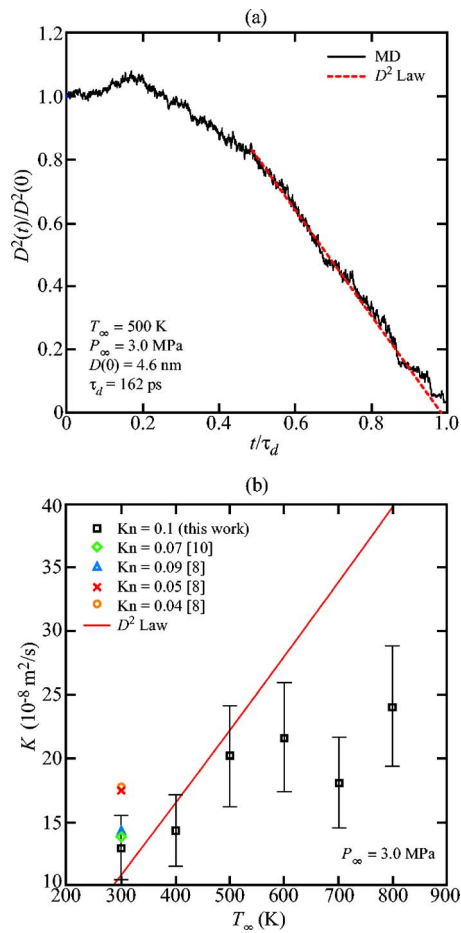 (a)
1.2
1.0
0.8
0.6
0.4
0.2
0
D²(t)/D²(0)
MD
D² Law
T∞ = 500 K
P∞ = 3.0 MPa
D(0) = 4.6 nm
τd = 162 ps
0 0.2 0.4 0.6 0.8 1.0
t/τd
(b)
40
35
30
25
20
15
10
K (10⁻⁸ m²/s)
Kn = 0.1 (this work)
Kn = 0.07 [10]
Kn = 0.09 [8]
Kn = 0.05 [8]
Kn = 0.04 [8]
D² Law
P∞ = 3.0 MPa
200 300 400 500 600 700 800 900
T∞ (K)